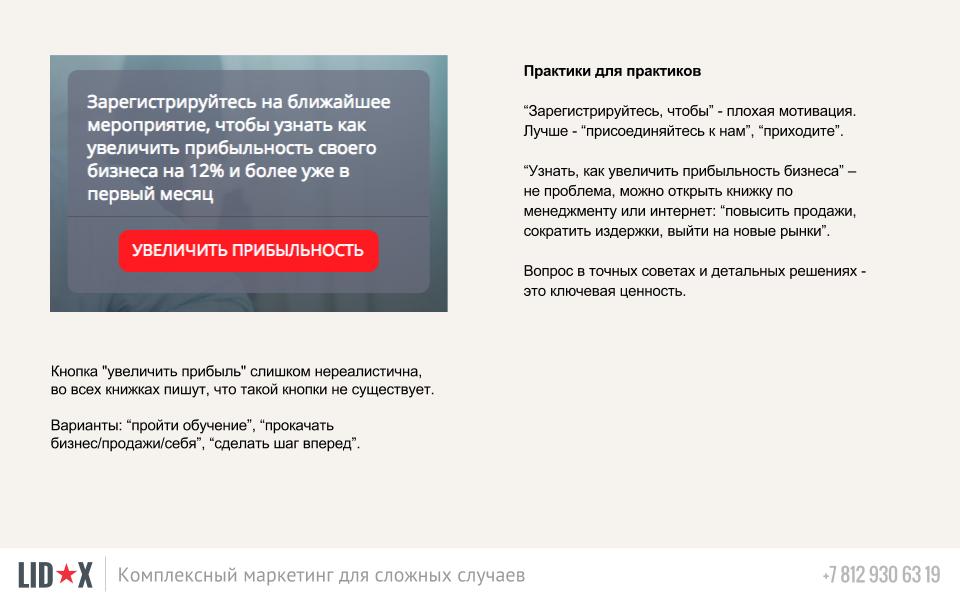 Зарегистрируйтесь на ближайшее
мероприятие, чтобы узнать как
увеличить прибыльность своего
бизнеса на 12% и более уже в
первый месяц
УВЕЛИЧИТЬ ПРИБЫЛЬНОСТЬ
Кнопка "увеличить прибыль" слишком нереалистична,
во всех книжках пишут, что такой кнопки не существует.
Варианты: “пройти обучение”, “прокачать
бизнес/продажи/себя”, “сделать шаг вперед”.
Практики для практиков
“Зарегистрируйтесь, чтобы” - плохая мотивация.
Лучше - “присоединяйтесь к нам”, “приходите”.
“Узнать, как увеличить прибыльность бизнеса” –
не проблема, можно открыть книжку по
менеджменту или интернет: “повысить продажи,
сократить издержки, выйти на новые рынки”.
Вопрос в точных советах и детальных решениях -
это ключевая ценность.
LID★X
Комплексный маркетинг для сложных случаев
+7 812 930 63 19